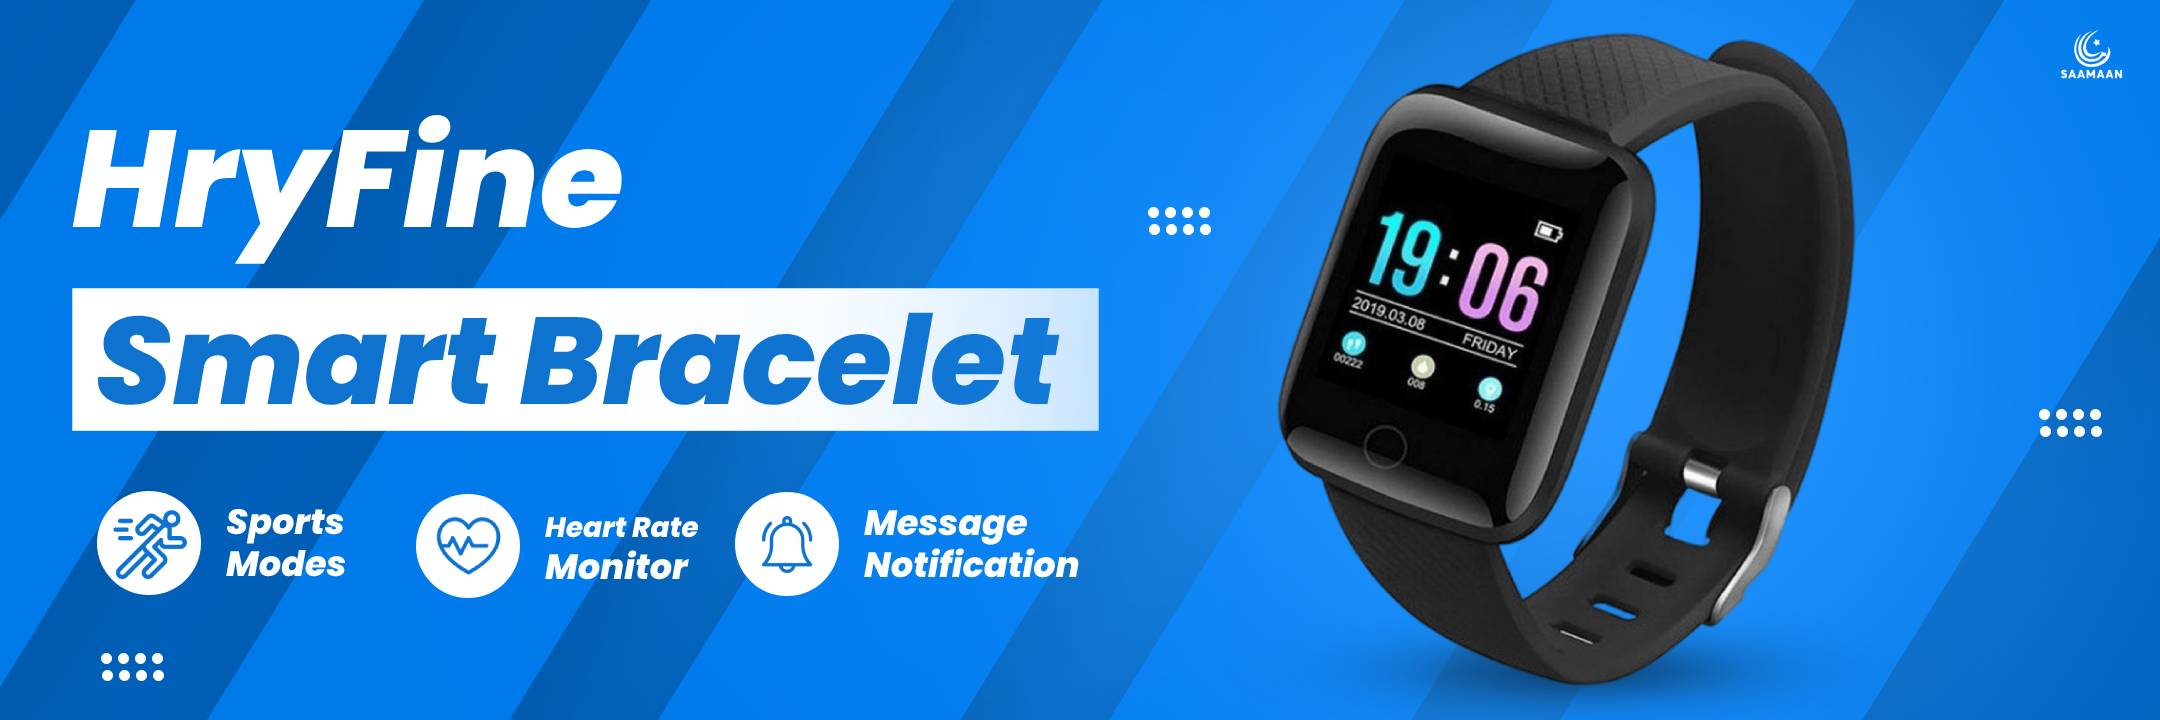 HryFine
Smart Bracelet
Sports
Modes
Heart Rate
Monitor
Message
Notification
SAAMAAN
19:06
2019.03.08
FRIDAY
00222
008
0.15